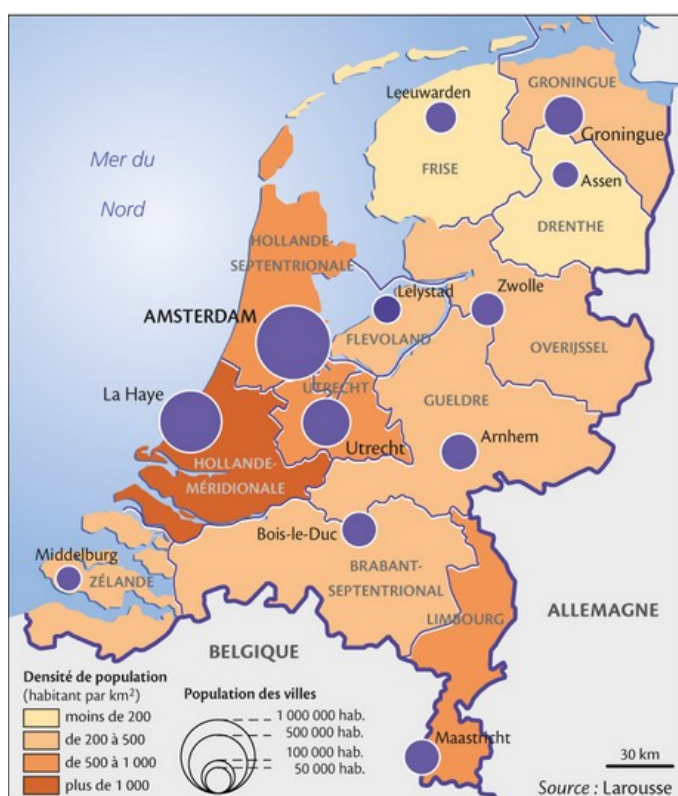 GRONINGUE
Leeuwarden
Groningue
Mer du
Nord
FRISE
Assen
DRENTHE
HOLLANDE-
SEPTENTRIONALE
Lelystad
Zwolle
AMSTERDAM
FLEVOLAND
OVERIJSSEL
La Haye
UTRECHT
GUELDRE
Utrecht
Arnhem
HOLLANDE-
MÉRIDIONALE
Bois-le-Duc
Middelburg
ZÉLANDE
BRABANT-
SEPTENTRIONAL
LIMBOURG
ALLEMAGNE
BELGIQUE
Densité de population
(habitant par km²)
moins de 200
de 200 à 500
de 500 à 1 000
plus de 1 000
Population des villes
1 000 000 hab.
500 000 hab.
100 000 hab.
50 000 hab.
Maastricht
30 km
Source : Larousse